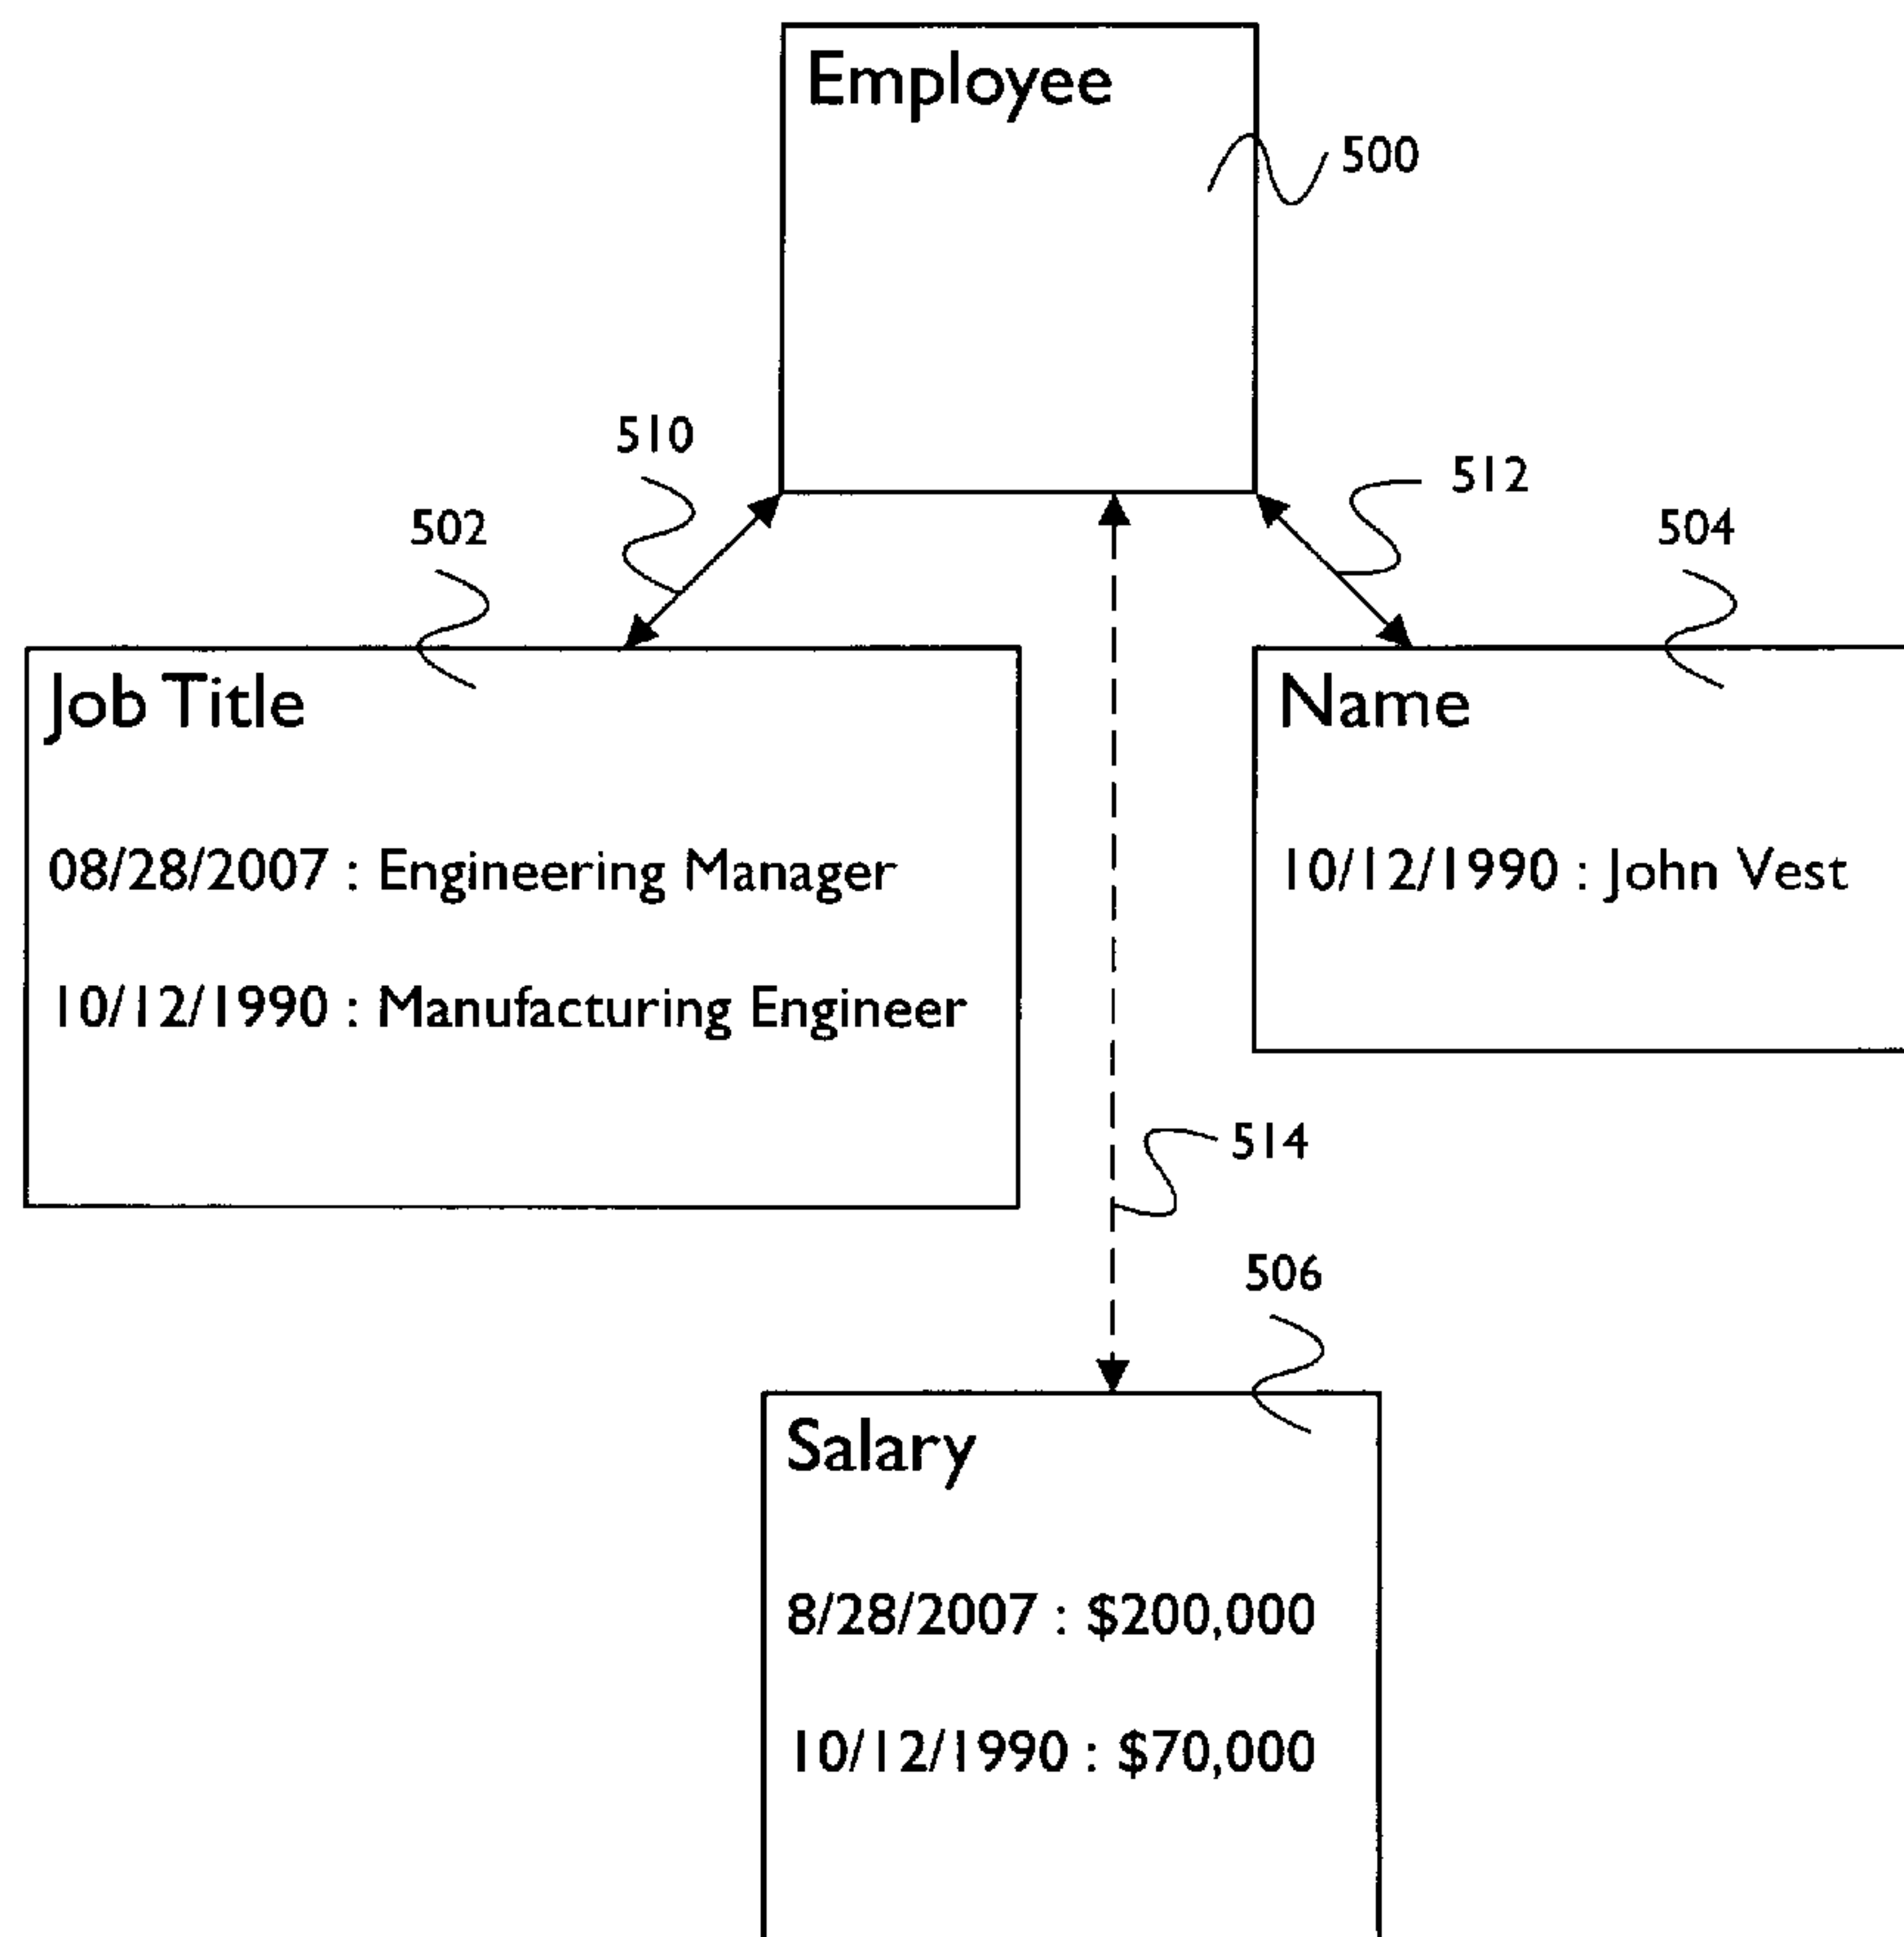 Employee
500
510
512
502
504
Job Title
08/28/2007 : Engineering Manager
10/12/1990 : Manufacturing Engineer
Name
10/12/1990 : John Vest
514
506
Salary
8/28/2007 : $200,000
10/12/1990 : $70,000